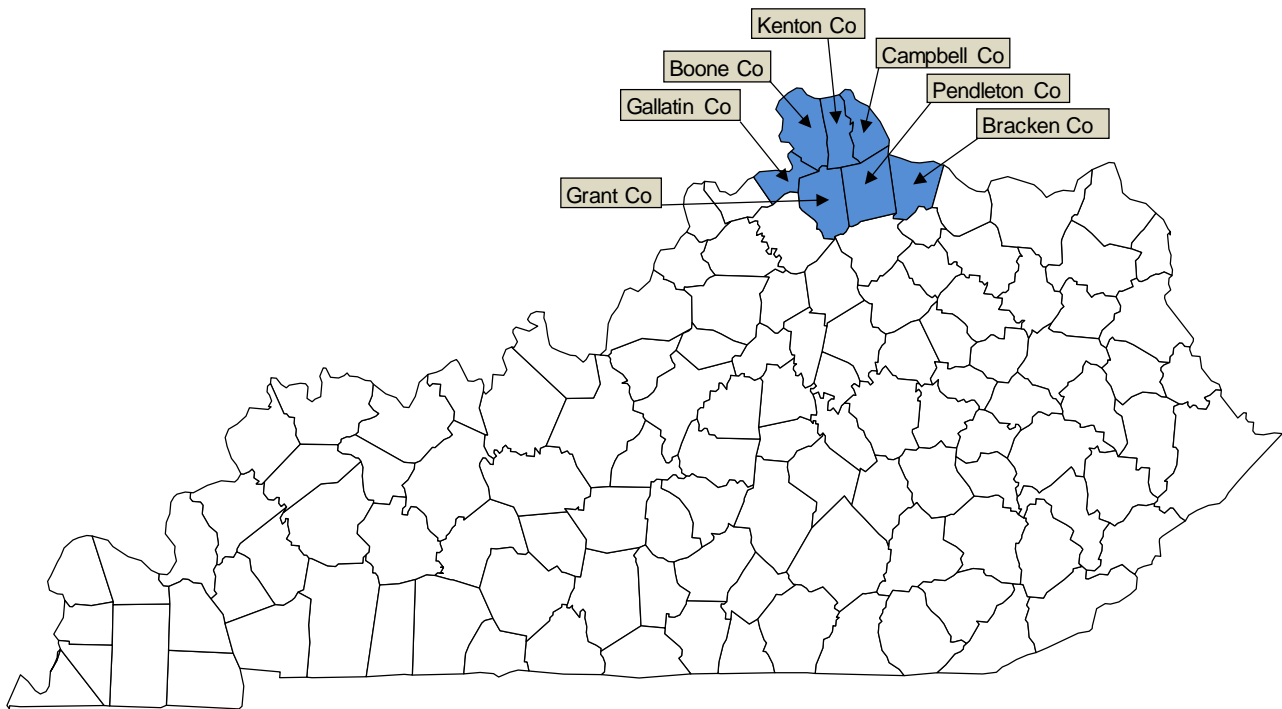 Kenton Co
Campbell Co
Boone Co
Pendleton Co
Gallatin Co
Bracken Co
Grant Co